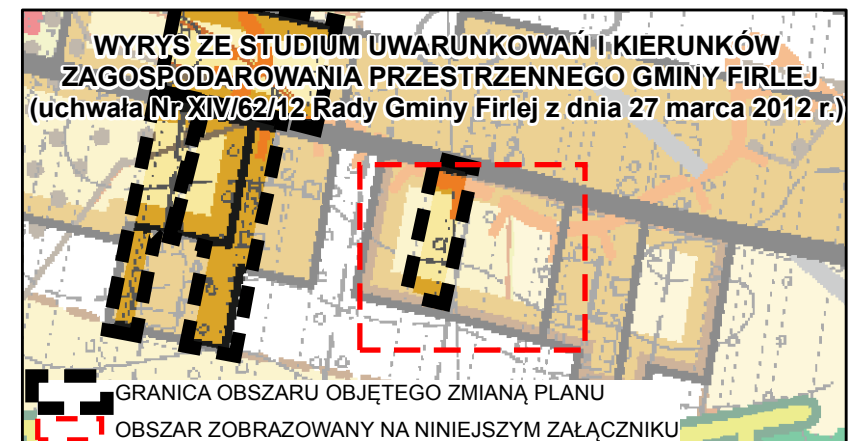 WYRYS ZE STUDIUM UWARUNKOWAŃ I KIERUNKÓW
ZAGOSPODAROWANIA PRZESTRZENNEGO GMINY FIRLEJ
(uchwała Nr XIV/62/12 Rady Gminy Firlej z dnia 27 marca 2012 r.)
GRANICA OBSZARU OBJĘTEGO ZMIANĄ PLANU
OBSZAR ZOBRAZOWANY NA NINIEJSZYM ZAŁĄCZNIKU